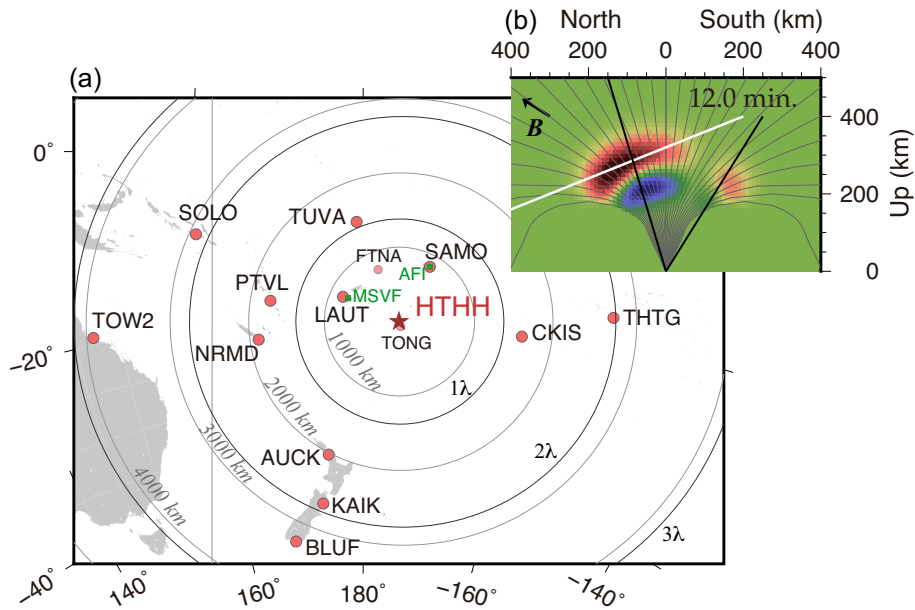 (b)
North
South (km)
400
200
0
200
400
12.0 min.
B
400
200
0
Up (km)
(a)
0°
−20°
−40°
140°
160°
180°
−160°
−140°
SOLO
TUVA
FTNA
SAMO
AFI
PTVL
MSVF
LAUT
HTHH
TONG
TOW2
NRMD
CKIS
THTG
1000 km
1λ
2000 km
2λ
3000 km
AUCK
KAIK
4000 km
3λ
BLUF